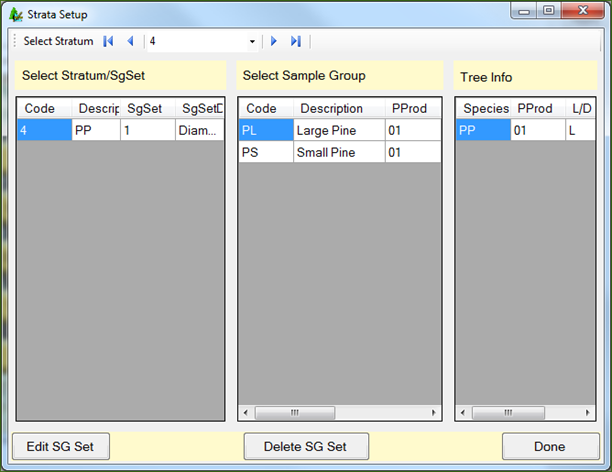 Strata Setup
Select Stratum 4
Select Stratum/SgSet
Code Descrip SgSet SgSetD
4 PP 1 Diam...
Select Sample Group
Code Description PProd
PL Large Pine 01
PS Small Pine 01
Tree Info
Species PProd L/D
PP 01 L
Edit SG Set
Delete SG Set
Done